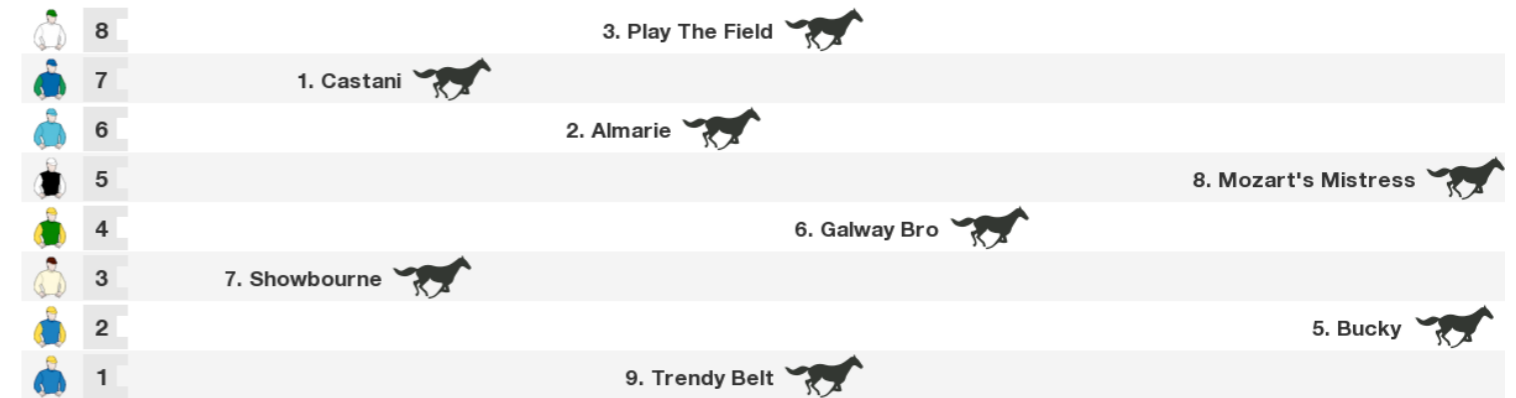 8 3. Play The Field
7 1. Castani
6 2. Almarie
5 8. Mozart's Mistress
4 6. Galway Bro
3 7. Showbourne
2 5. Bucky
1 9. Trendy Belt